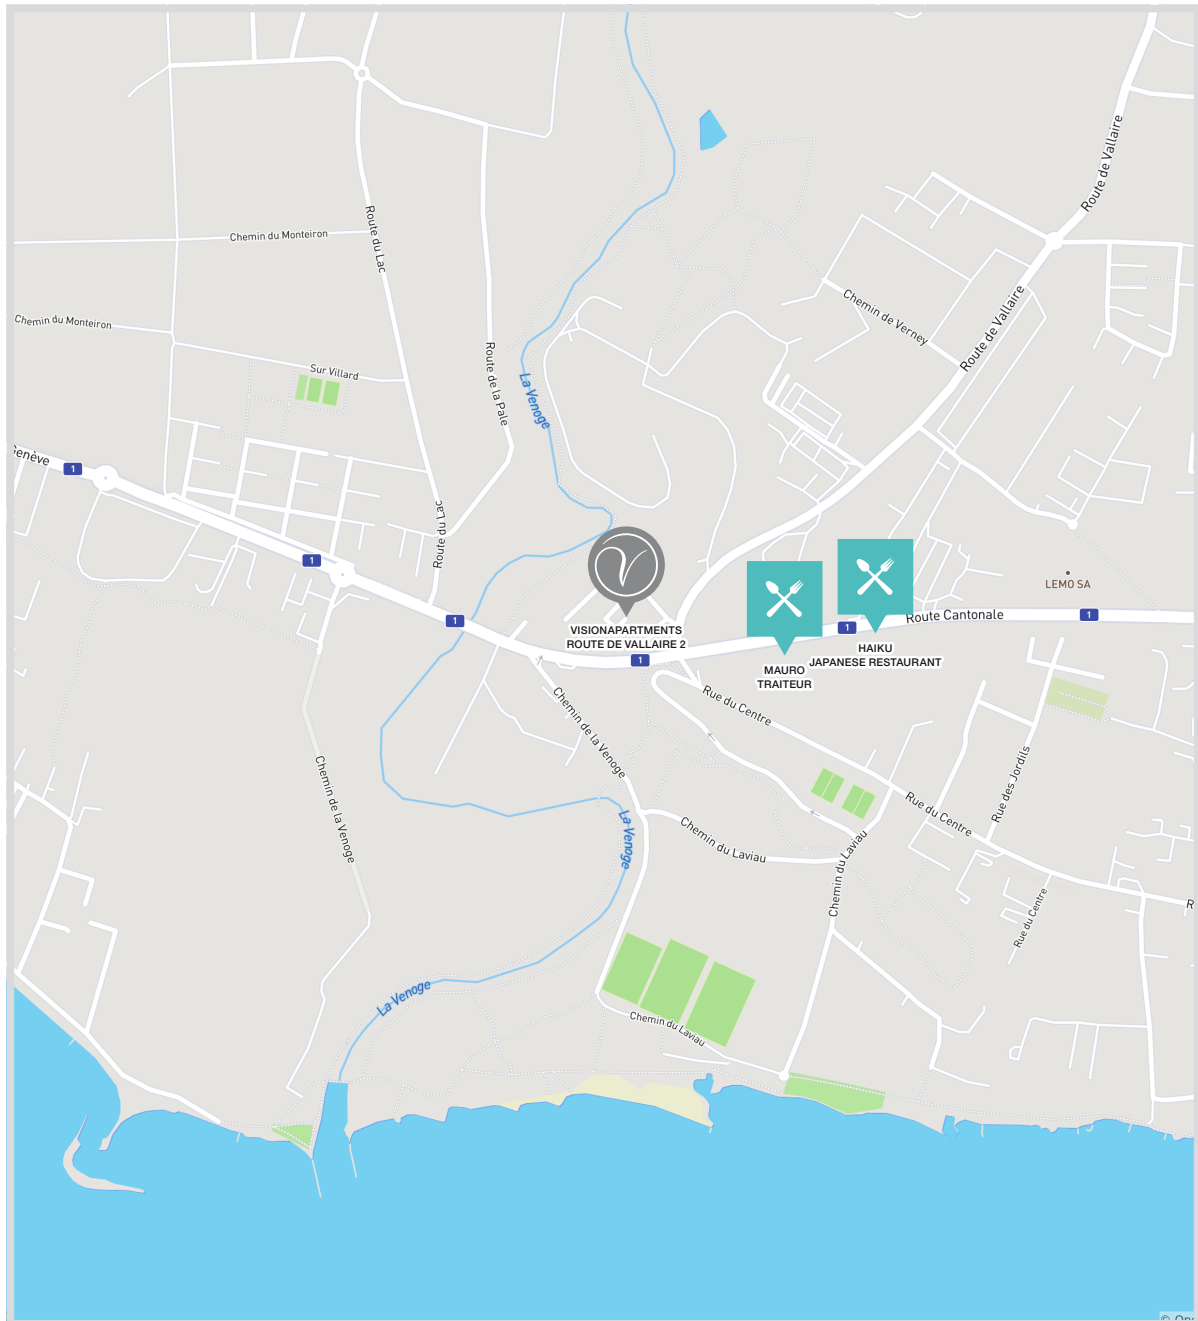 Route de Vallaire
Route du Lac
Chemin du Monteiron
Chemin de Verney
Route de Vallaire
Chemin du Monteiron
Sur Villard
Route de la Pale
La Venoge
enève
1
Route du Lac
1
LEMO SA
1
Route Cantonale
1
1
VISIONAPARTMENTS
ROUTE DE VALLAIRE 2
1
HAIKU
JAPANESE RESTAURANT
MAURO
TRAITEUR
Rue du Centre
Chemin de la Venoge
Rue des Jordils
Chemin de la Venoge
Rue du Centre
La Venoge
Chemin du Laviau
Chemin du Laviau
R
Rue du Centre
La Venoge
Chemin du Laviau